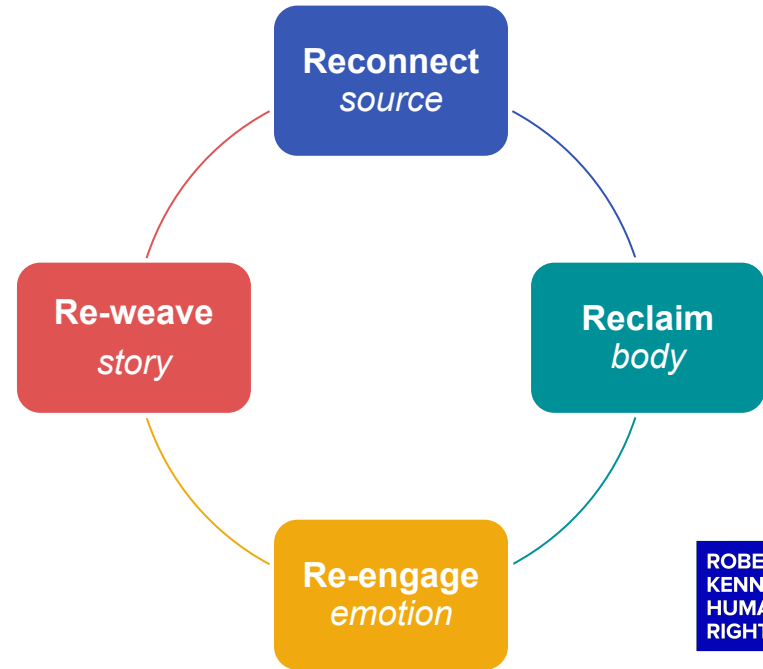 Reconnect
source
Re-weave
story
Reclaim
body
Re-engage
emotion
ROBE
KENN
HUMA
RIGHT